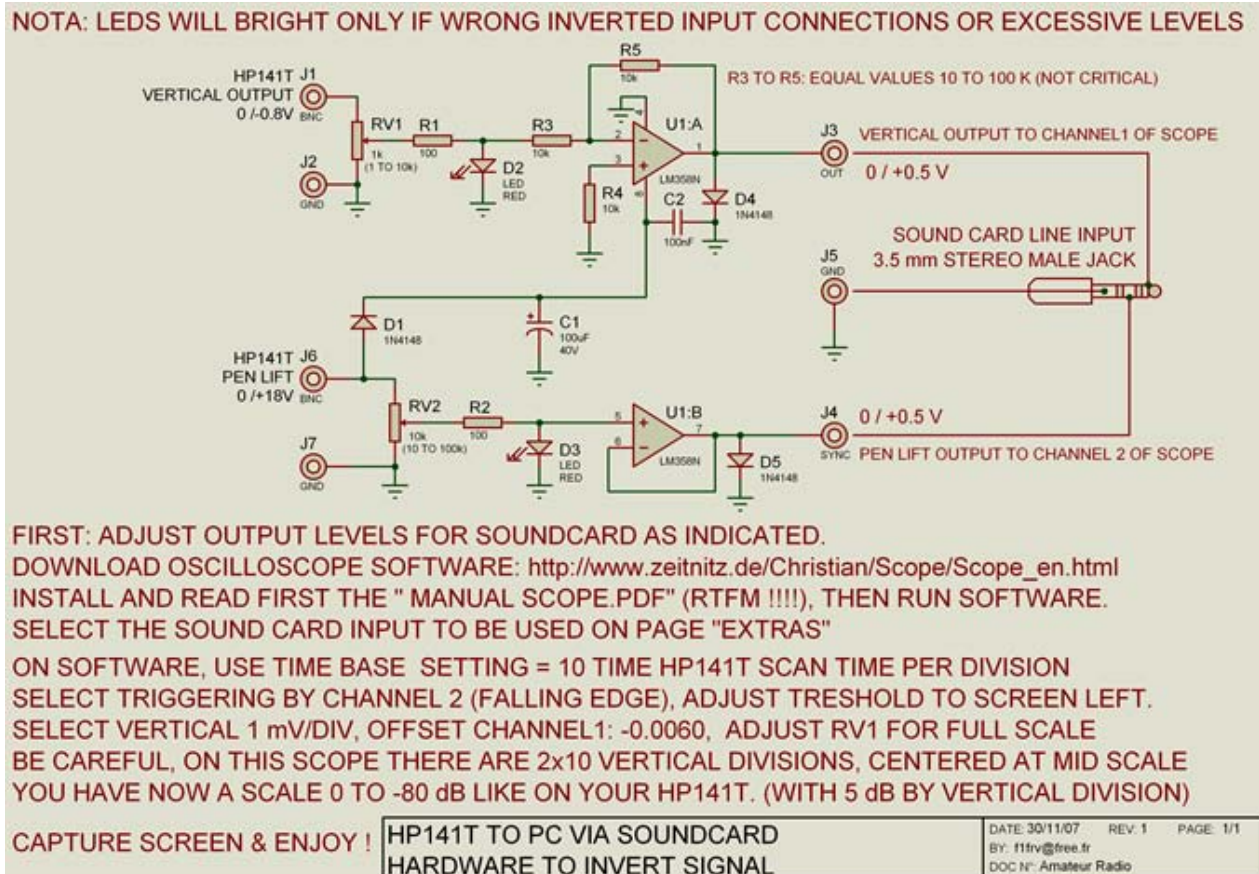 NOTA: LEDS WILL BRIGHT ONLY IF WRONG INVERTED INPUT CONNECTIONS OR EXCESSIVE LEVELS
HP141T J1
VERTICAL OUTPUT
0 /-0.8V BNC
RV1
1k
(1 TO 10k)
R1
100
D2
LED
RED
R3
10k
R5
10k
R3 TO R5: EQUAL VALUES 10 TO 100 K (NOT CRITICAL)
U1:A
LM358N
2
3
1
4
8
R4
10k
C2
100nF
D4
1N4148
J2
GND
J3
OUT
VERTICAL OUTPUT TO CHANNEL1 OF SCOPE
0 / +0.5 V
SOUND CARD LINE INPUT
3.5 mm STEREO MALE JACK
J5
GND
D1
1N4148
C1
100uF
40V
HP141T J6
PEN LIFT
0 /+18V BNC
RV2
10k
(10 TO 100k)
R2
100
D3
LED
RED
U1:B
LM358N
5
6
7
D5
1N4148
J7
GND
J4
SYNC
0 / +0.5 V
PEN LIFT OUTPUT TO CHANNEL 2 OF SCOPE
FIRST: ADJUST OUTPUT LEVELS FOR SOUNDCARD AS INDICATED.
DOWNLOAD OSCILLOSCOPE SOFTWARE: http://www.zeitnitz.de/Christian/Scope/Scope_en.html
INSTALL AND READ FIRST THE " MANUAL SCOPE.PDF" (RTFM !!!!), THEN RUN SOFTWARE.
SELECT THE SOUND CARD INPUT TO BE USED ON PAGE "EXTRAS"
ON SOFTWARE, USE TIME BASE SETTING = 10 TIME HP141T SCAN TIME PER DIVISION
SELECT TRIGGERING BY CHANNEL 2 (FALLING EDGE), ADJUST TRESHOLD TO SCREEN LEFT.
SELECT VERTICAL 1 mV/DIV, OFFSET CHANNEL1: -0.0060, ADJUST RV1 FOR FULL SCALE
BE CAREFUL, ON THIS SCOPE THERE ARE 2x10 VERTICAL DIVISIONS, CENTERED AT MID SCALE
YOU HAVE NOW A SCALE 0 TO -80 dB LIKE ON YOUR HP141T. (WITH 5 dB BY VERTICAL DIVISION)
CAPTURE SCREEN & ENJOY !
HP141T TO PC VIA SOUNDCARD
HARDWARE TO INVERT SIGNAL
DATE: 30/11/07 REV: 1 PAGE: 1/1
BY: f1frv@free.fr
DOC N°: Amateur Radio